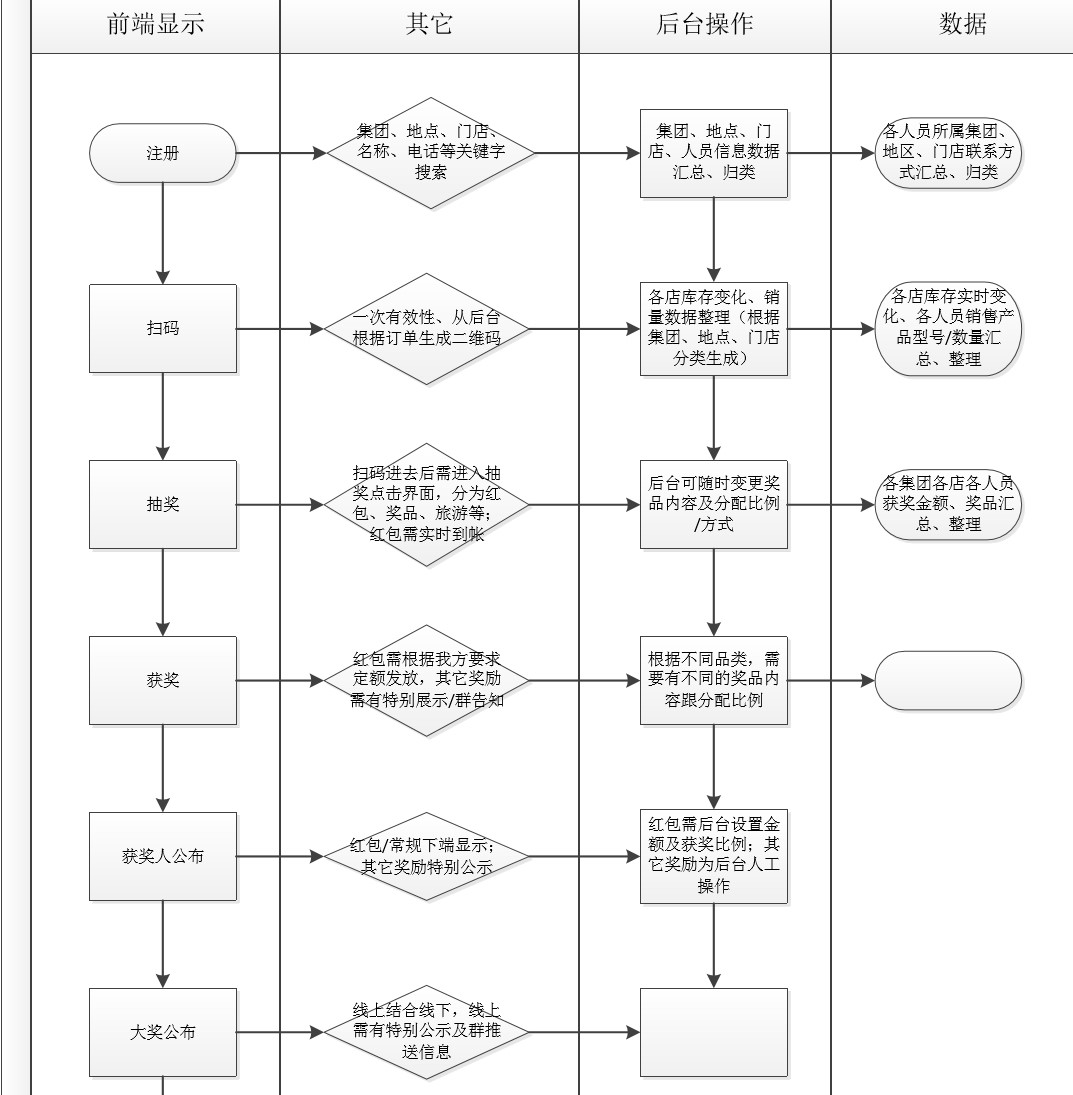 前端显示
其它
后台操作
数据
注册
集团、地点、门店、
名称、电话等关键字
搜索
集团、地点、门
店、人员信息数据
汇总、归类
各人员所属集团、
地区、门店联系方
式汇总、归类
扫码
一次有效性、从后台
根据订单生成二维码
各店库存变化、销
量数据整理（根据
集团、地点、门店
分类生成）
各店库存实时变
化、各人员销售产
品型号/数量汇
总、整理
抽奖
扫码进去后需进入抽
奖点击界面，分为红
包、奖品、旅游等；
红包需实时到账
后台可随时变更奖
品内容及分配比例
/方式
各集团各店各人员
获奖金额、奖品汇
总、整理
获奖
红包需根据我方要求
定额发放，其它奖励
需有特别展示/群告知
根据不同品类，需
要有不同的奖品内
容跟分配比例
获奖人公布
红包/常规下端显示；
其它奖励特别公示
红包需后台设置金
额及获奖比例；其
它奖励为后台人工
操作
大奖公布
线上结合线下，线上
需有特别公示及群推
送信息